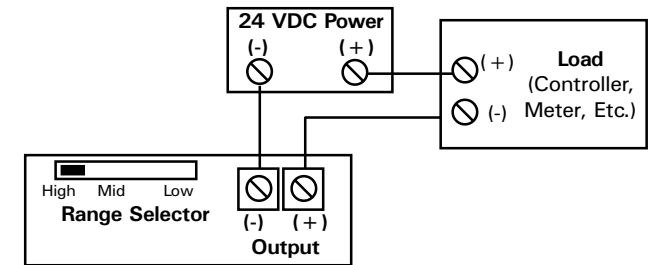 24 VDC Power
(-) (+)
(+) Load
(Controller,
(-) Meter, Etc.)
High Mid Low
Range Selector
(-) (+)
Output